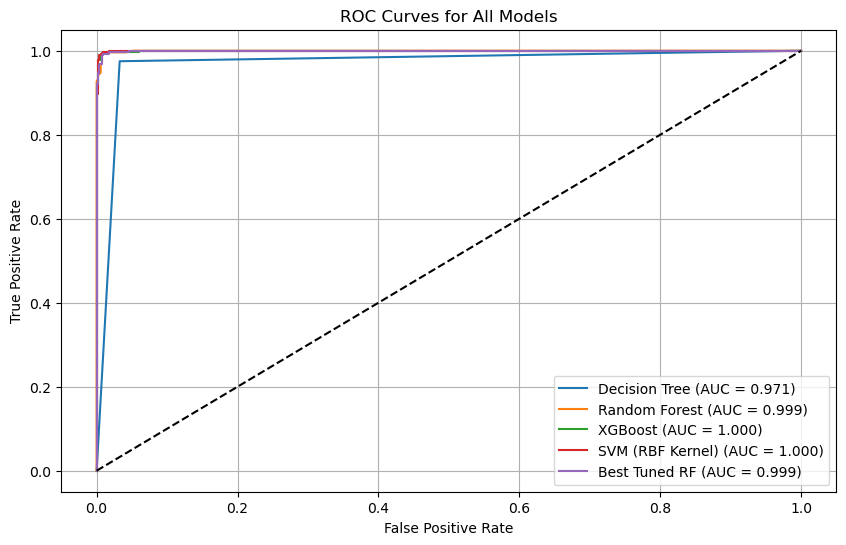 ROC Curves for All Models
True Positive Rate
1.0
0.8
0.6
0.4
0.2
0.0
Decision Tree (AUC = 0.971)
Random Forest (AUC = 0.999)
XGBoost (AUC = 1.000)
SVM (RBF Kernel) (AUC = 1.000)
Best Tuned RF (AUC = 0.999)
0.0 0.2 0.4 0.6 0.8 1.0
False Positive Rate